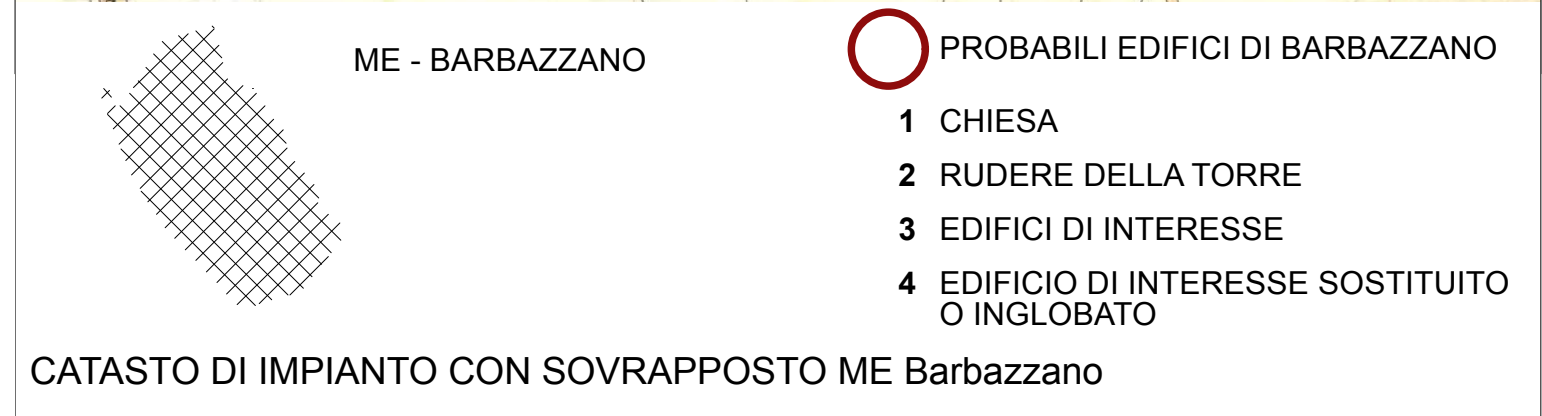 ME - BARBAZZANO
PROBABILI EDIFICI DI BARBAZZANO
1 CHIESA
2 RUDERE DELLA TORRE
3 EDIFICI DI INTERESSE
4 EDIFICIO DI INTERESSE SOSTITUITO
O INGLOBATO
CATASTO DI IMPIANTO CON SOVRAPPOSTO ME Barbazzano